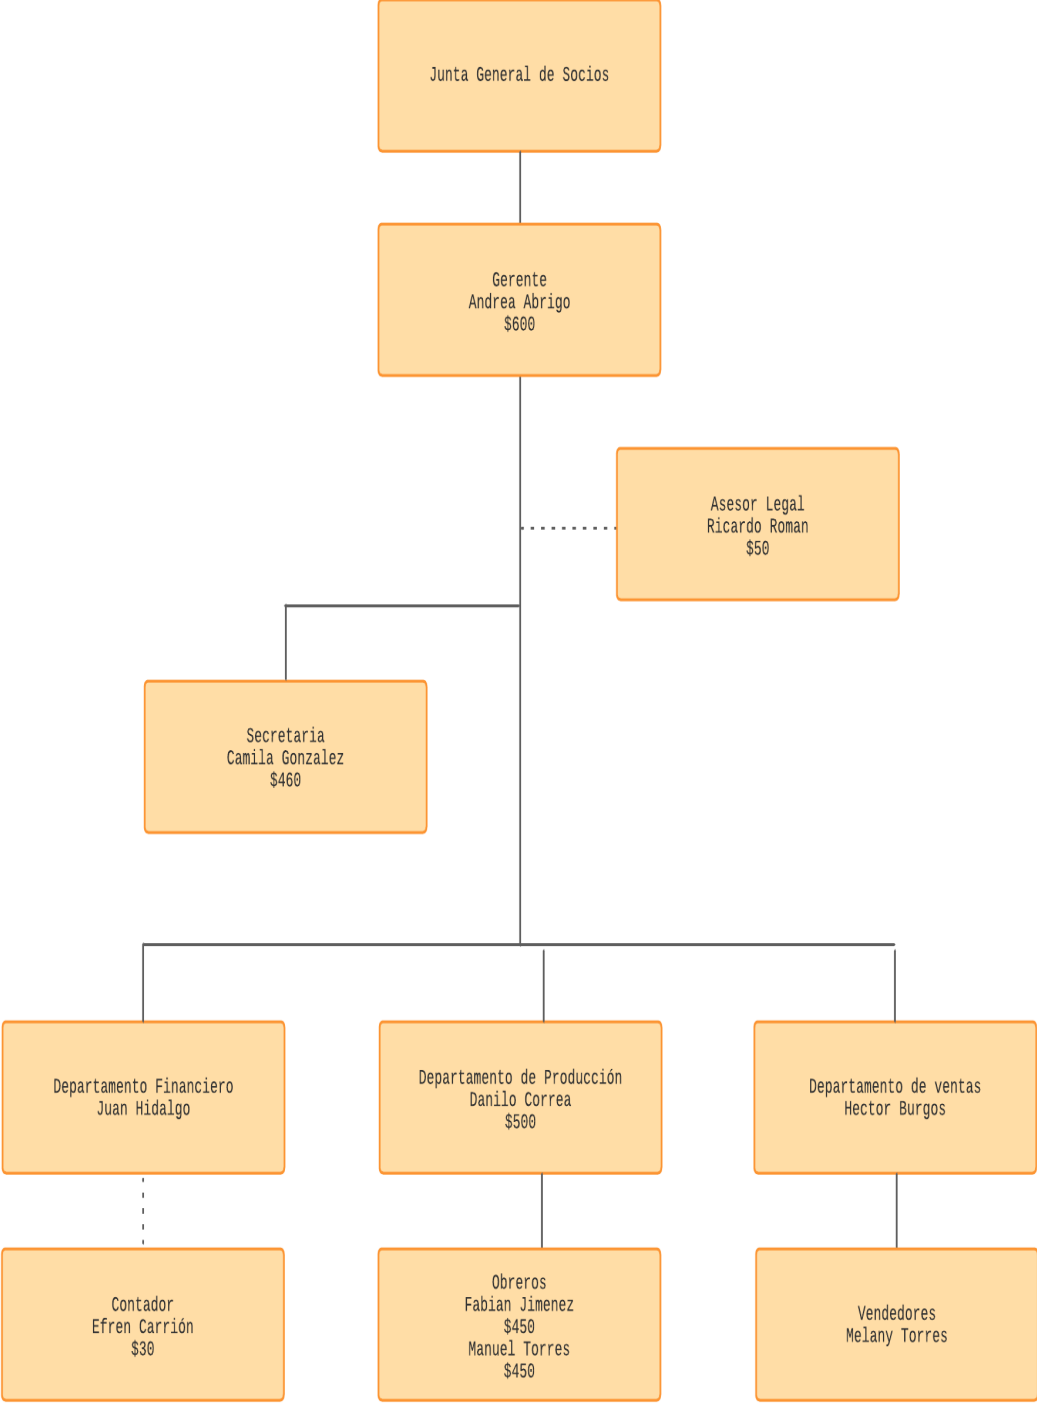 Junta General de Socios
Gerente
Andrea Abrigo
$600
Asesor Legal
Ricardo Roman
$50
Secretaria
Camila Gonzalez
$460
Departamento Financiero
Juan Hidalgo
Departamento de Producción
Danilo Correa
$500
Departamento de ventas
Hector Burgos
Contador
Efren Carrión
$30
Obreros
Fabian Jimenez
$450
Manuel Torres
$450
Vendedores
Melany Torres